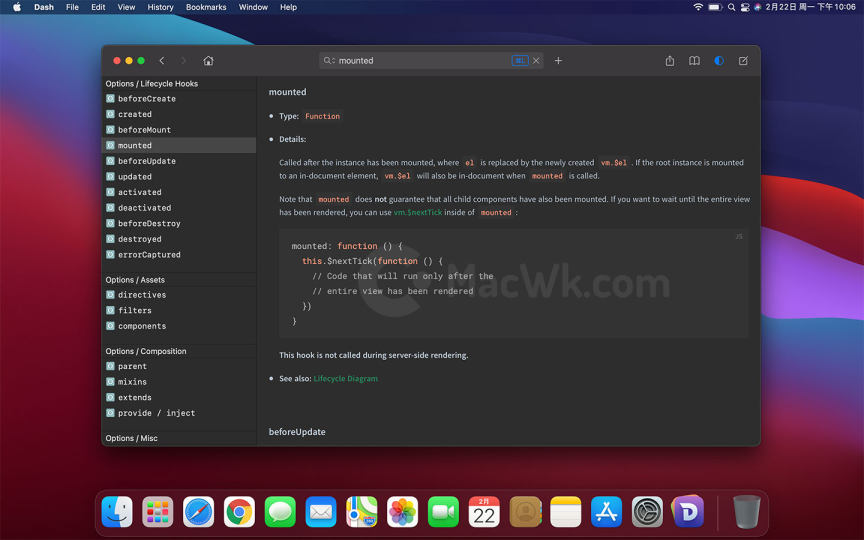 Dash File Edit View History Bookmarks Window Help 2月22日 周一 下午10:06
mounted ⌘L
Options / Lifecycle Hooks
beforeCreate
created
beforeMount
mounted
beforeUpdate
updated
activated
deactivated
beforeDestroy
destroyed
errorCaptured
Options / Assets
directives
filters
components
Options / Composition
parent
mixins
extends
provide / inject
Options / Misc
mounted
Type: Function
Details:
Called after the instance has been mounted, where el is replaced by the newly created vm.$el . If the root instance is mounted
to an in-document element, vm.$el will also be in-document when mounted is called.
Note that mounted does not guarantee that all child components have also been mounted. If you want to wait until the entire view
has been rendered, you can use vm.$nextTick inside of mounted :
JS
mounted: function () {
this.$nextTick(function () {
// Code that will run only after the
// entire view has been rendered
})
}
MacWk.com
This hook is not called during server-side rendering.
See also: Lifecycle Diagram
beforeUpdate
2月
22